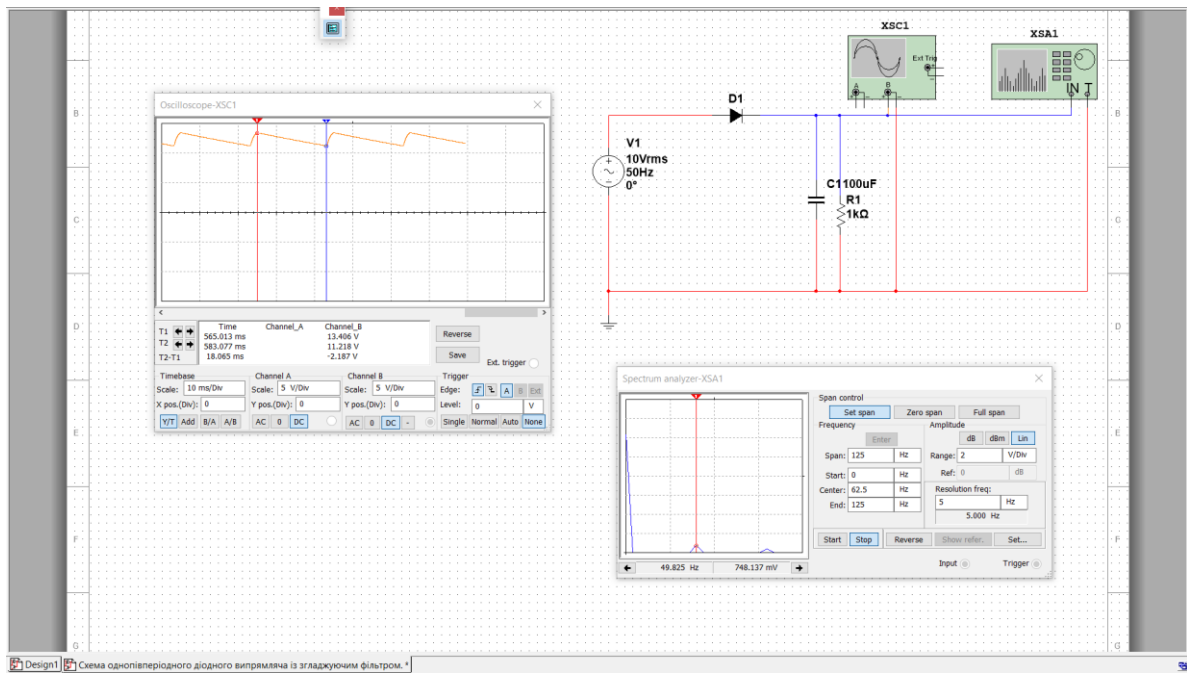 XSC1
XSA1
Ext Trig
A
B
IN T
D1
V1
10Vrms
50Hz
0°
C1100uF
R1
1kΩ
Oscilloscope-XSC1
Time Channel_A Channel_B
T1 565.013 ms 13.406 V
T2 583.077 ms 11.218 V
T2-T1 18.065 ms -2.187 V
Reverse
Save
Ext. trigger
Timebase Channel A Channel B Trigger
Scale: 10 ms/Div Scale: 5 V/Div Scale: 5 V/Div Edge: A B Ext
X pos.(Div): 0 Y pos.(Div): 0 Y pos.(Div): 0 Level: 0 V
Y/T Add B/A A/B AC 0 DC AC 0 DC - Single Normal Auto None
Spectrum analyzer-XSA1
Span control
Set span Zero span Full span
Frequency Amplitude
Enter dB dBm Lin
Span: 125 Hz Range: 2 V/Div
Start: 0 Hz Ref: 0 dB
Center: 62.5 Hz Resolution freq:
End: 125 Hz 5 Hz
5.000 Hz
Start Stop Reverse Show refer. Set...
49.825 Hz 748.137 mV Input Trigger
B
C
D
E
F
G
B
C
D
E
F
G
Design1 Схема однопівперіодного діодного випрямляча із згладжуючим фільтром. *